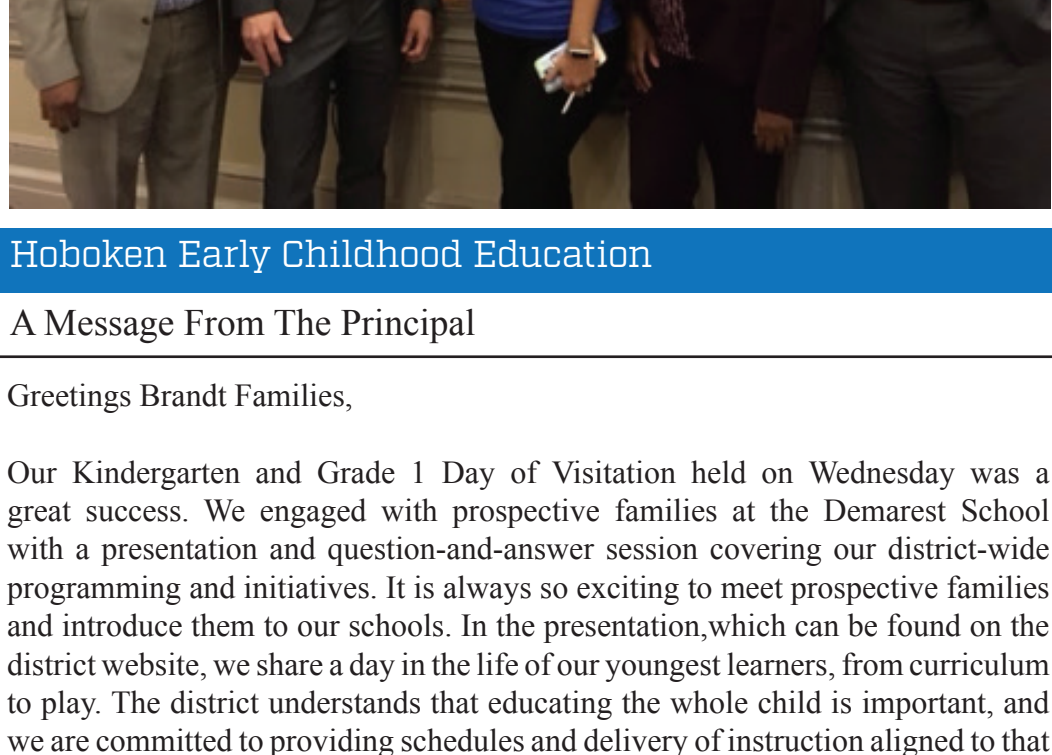 Hoboken Early Childhood Education
A Message From The Principal
Greetings Brandt Families,
Our Kindergarten and Grade 1 Day of Visitation held on Wednesday was a
great success. We engaged with prospective families at the Demarest School
with a presentation and question-and-answer session covering our district-wide
programming and initiatives. It is always so exciting to meet prospective families
and introduce them to our schools. In the presentation,which can be found on the
district website, we share a day in the life of our youngest learners, from curriculum
to play. The district understands that educating the whole child is important, and
we are committed to providing schedules and delivery of instruction aligned to that